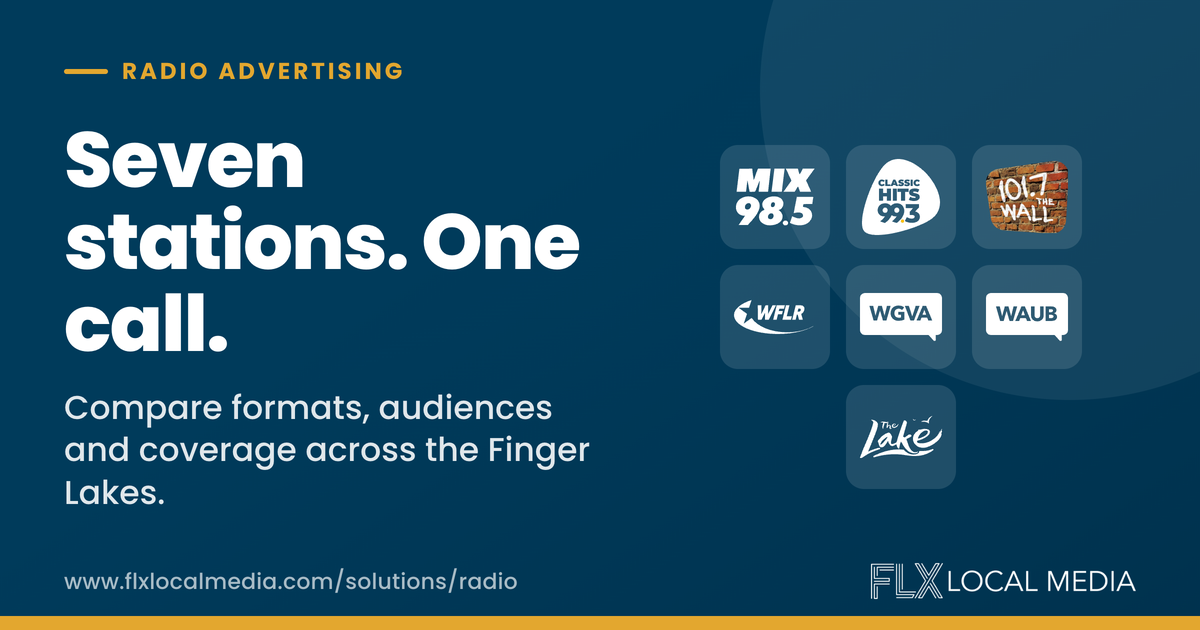 RADIO ADVERTISING
Seven
stations. One
call.
Compare formats, audiences
and coverage across the Finger
Lakes.
MIX
98.5
CLASSIC
HITS
99.3
101.7
THE
WALL
WFLR
WGVA
WAUB
The
Lake
www.flxlocalmedia.com/solutions/radio
FLX LOCAL MEDIA